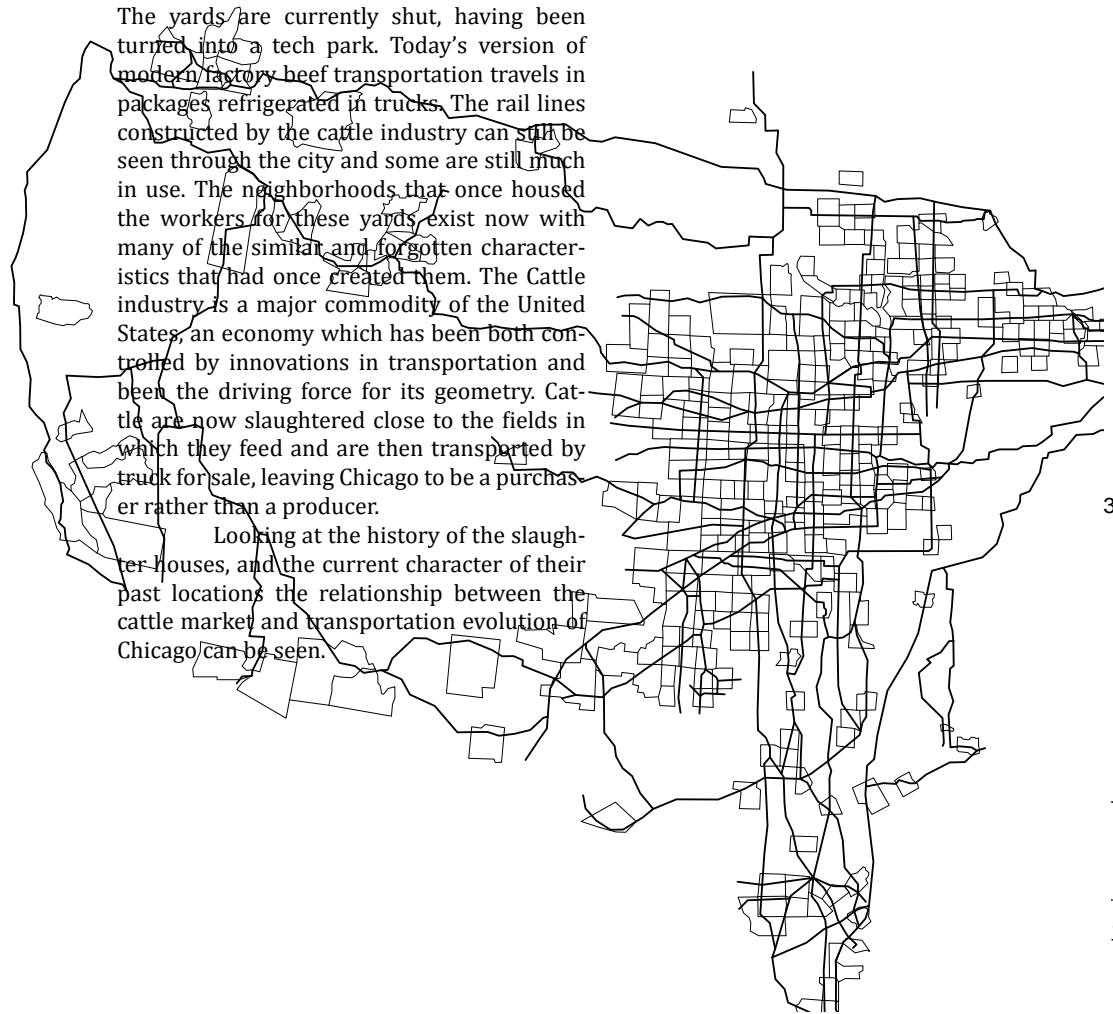 The yards are currently shut, having been
turned into a tech park. Today’s version of
modern factory beef transportation travels in
packages refrigerated in trucks. The rail lines
constructed by the cattle industry can still be
seen through the city and some are still much
in use. The neighborhoods that once housed
the workers for these yards exist now with
many of the similar and forgotten character-
istics that had once created them. The Cattle
industry is a major commodity of the United
States, an economy which has been both con-
trolled by innovations in transportation and
been the driving force for its geometry. Cat-
tle are now slaughtered close to the fields in
which they feed and are then transported by
truck for sale, leaving Chicago to be a purchas-
er rather than a producer.
Looking at the history of the slaugh-
ter houses, and the current character of their
past locations the relationship between the
cattle market and transportation evolution of
Chicago can be seen.
3